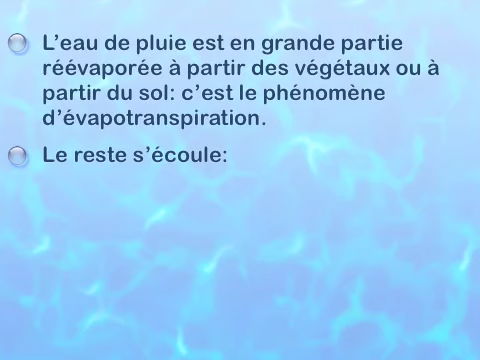 L’eau de pluie est en grande partie
réévaporée à partir des végétaux ou à
partir du sol: c’est le phénomène
d’évapotranspiration.
Le reste s’écoule: